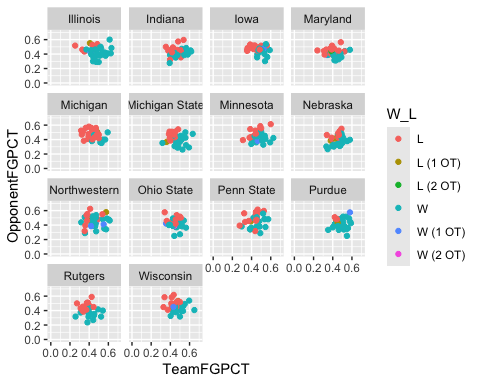 Illinois Indiana Iowa Maryland
0.6
0.4
0.2
0.0
Michigan Michigan State Minnesota Nebraska
0.6
0.4
0.2
0.0
Northwestern Ohio State Penn State Purdue
0.6
0.4
0.2
0.0
0.0 0.2 0.4 0.6 0.0 0.2 0.4 0.6
Rutgers Wisconsin
0.6
0.4
0.2
0.0
0.0 0.2 0.4 0.6 0.0 0.2 0.4 0.6
TeamFGPCT
OpponentFGPCT
W_L
L
L (1 OT)
L (2 OT)
W
W (1 OT)
W (2 OT)